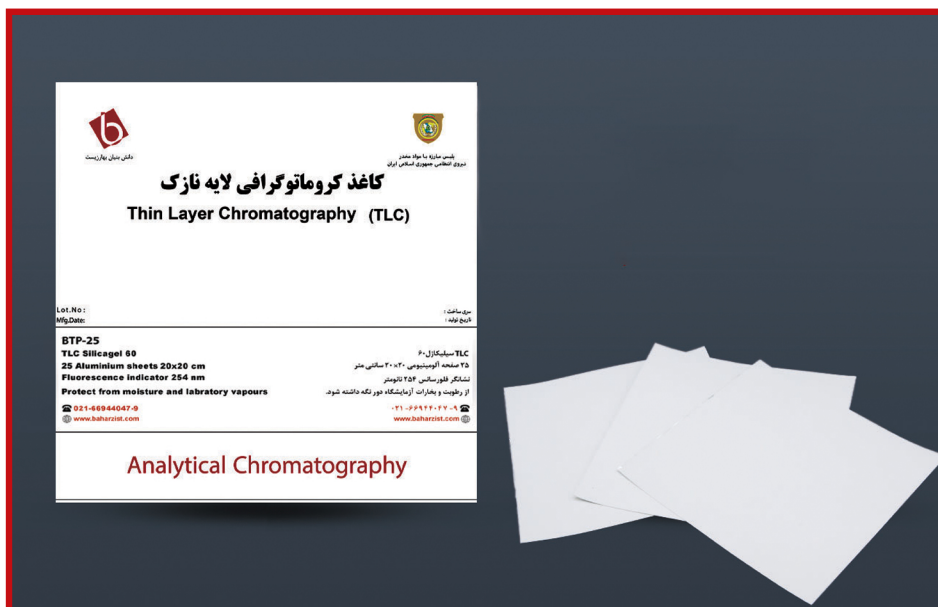 دانش بنیان بهارزیست
پلیس مبارزه با مواد مخدر
نیروی انتظامی جمهوری اسلامی ایران
کاغذ کروماتوگرافی لایه نازک
Thin Layer Chromatography (TLC)
Lot.No :
Mfg.Date:
سری ساخت :
تاریخ تولید :
BTP-25
TLC Silicagel 60
25 Aluminium sheets 20x20 cm
Fluorescence indicator 254 nm
Protect from moisture and labratory vapours
021-66944047-9
www.baharzist.com
TLC سیلیکاژل ۶۰
۲۵ صفحه آلومینیومی ۲۰×۲۰ سانتی متر
نشانگر فلورسانس ۲۵۴ نانومتر
از رطوبت و بخارات آزمایشگاه دور نگه داشته شود.
۰۲۱-۶۶۹۴۴۰۴۷-۹
www.baharzist.com
Analytical Chromatography